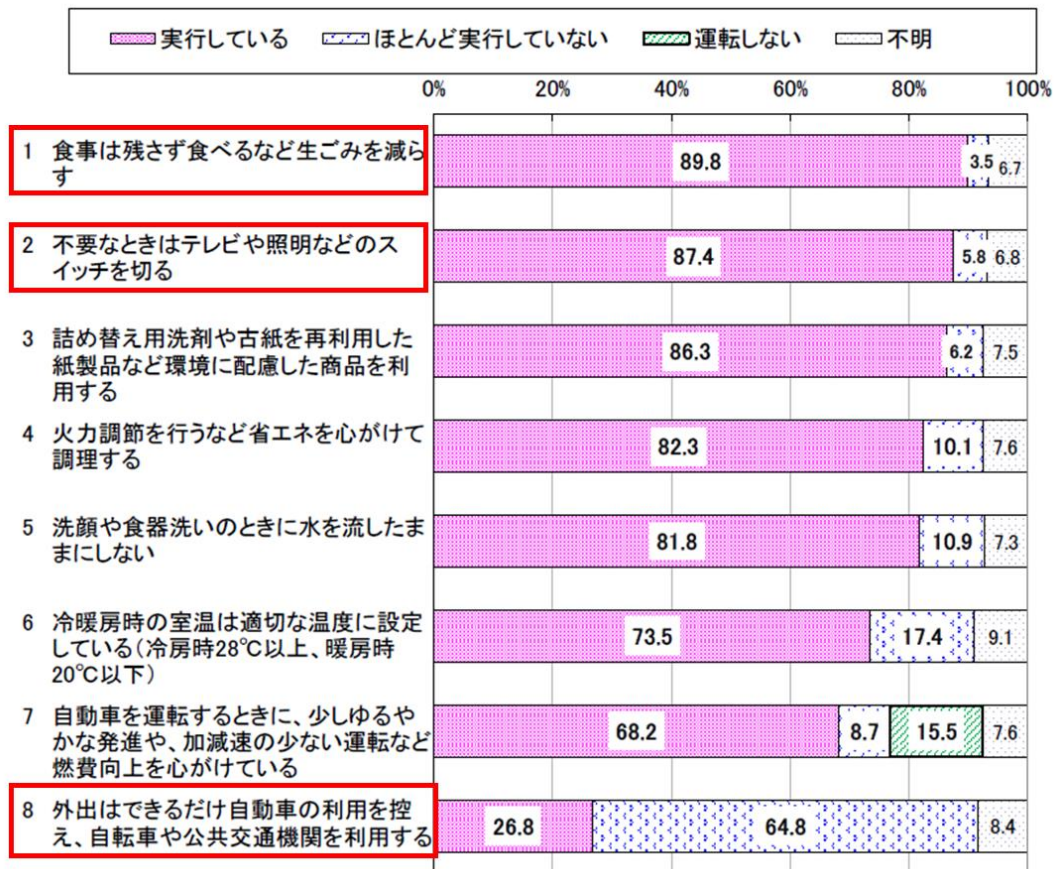 実行している ほとんど実行していない 運転しない 不明
0% 20% 40% 60% 80% 100%
1 食事は残さず食べるなど生ごみを減ら
す
89.8 3.5 6.7
2 不要なときはテレビや照明などのス
イッチを切る
87.4 5.8 6.8
3 詰め替え用洗剤や古紙を再利用した
紙製品など環境に配慮した商品を利
用する
86.3 6.2 7.5
4 火力調節を行うなど省エネを心がけて
調理する
82.3 10.1 7.6
5 洗顔や食器洗いのときに水を流したま
まにしない
81.8 10.9 7.3
6 冷暖房時の室温は適切な温度に設定
している(冷房時28℃以上、暖房時
20℃以下)
73.5 17.4 9.1
7 自動車を運転するときに、少しゆるや
かな発進や、加減速の少ない運転など
燃費向上を心がけている
68.2 8.7 15.5 7.6
8 外出はできるだけ自動車の利用を控
え、自転車や公共交通機関を利用する
26.8 64.8 8.4